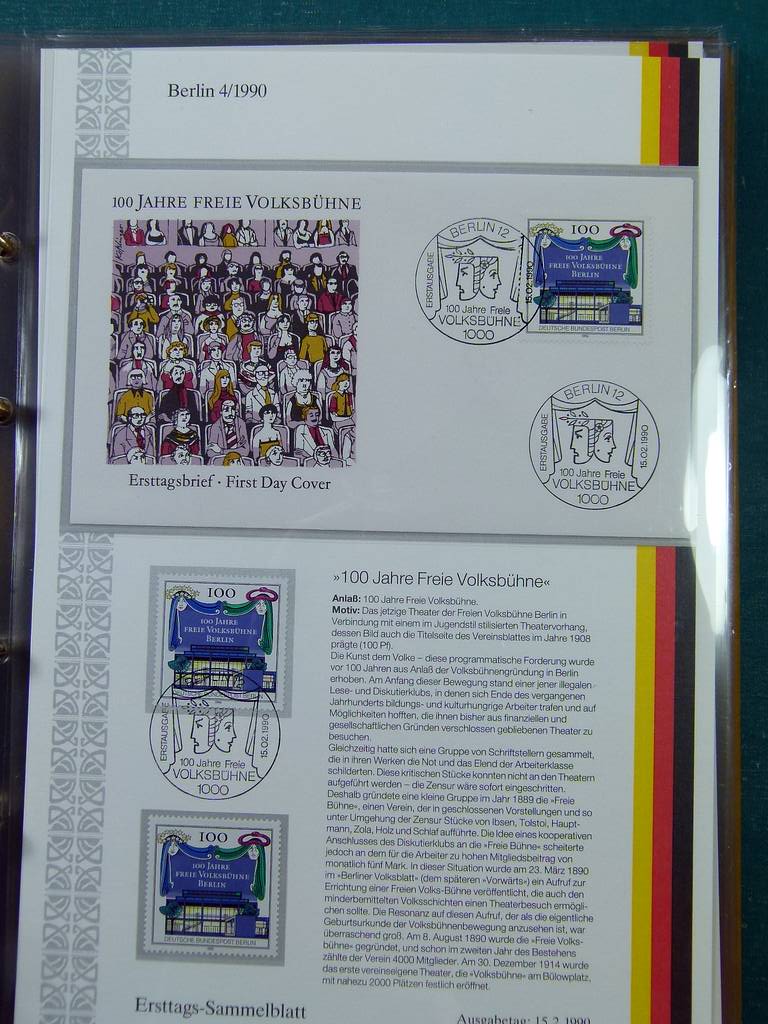 Berlin 4/1990
100 JAHRE FREIE VOLKSBÜHNE
Ersttagsbrief · First Day Cover
BERLIN 12
ERSTAUSGABE
15.02.1990
100 Jahre Freie
VOLKSBÜHNE
1000
100
100 JAHRE
FREIE VOLKSBÜHNE
BERLIN
DEUTSCHE BUNDESPOST BERLIN
BERLIN 12
ERSTAUSGABE
15.02.1990
100 Jahre Freie
VOLKSBÜHNE
1000
100
100 JAHRE
FREIE VOLKSBÜHNE
BERLIN
ERSTAUSGABE
15.02.1990
100 Jahre Freie
VOLKSBÜHNE
1000
100
100 JAHRE
FREIE VOLKSBÜHNE
BERLIN
DEUTSCHE BUNDESPOST BERLIN
»100 Jahre Freie Volksbühne«
Anlaß: 100 Jahre Freie Volksbühne.
Motiv: Das jetzige Theater der Freien Volksbühne Berlin in
Verbindung mit einem im Jugendstil stilisierten Theatervorhang,
dessen Bild auch die Titelseite des Vereinsblattes im Jahre 1908
prägte (100 Pf).
Die Kunst dem Volke – diese programmatische Forderung wurde
vor 100 Jahren aus Anlaß der Volksbühnengründung in Berlin
erhoben. Am Anfang dieser Bewegung stand einer jener illegalen
Lese- und Diskutierklubs, in denen sich Ende des vergangenen
Jahrhunderts bildungs- und kulturhungrige Arbeiter trafen und auf
Möglichkeiten hofften, die ihnen bisher aus finanziellen und
gesellschaftlichen Gründen verschlossen gebliebenen Theater zu
besuchen.
Gleichzeitig hatte sich eine Gruppe von Schriftstellern gesammelt,
die in ihren Werken die Not und das Elend der Arbeiterklasse
schilderten. Diese kritischen Stücke konnten nicht an den Theatern
aufgeführt werden – die Zensur wäre sofort eingeschritten.
Deshalb gründete eine kleine Gruppe im Jahr 1889 die »Freie
Bühne«, einen Verein, der in geschlossenen Vorstellungen und so
unter Umgehung der Zensur Stücke von Ibsen, Tolstoi, Haupt-
mann, Zola, Holz und Schlaf aufführte. Die Idee eines kooperativen
Anschlusses des Diskutierklubs an die »Freie Bühne« scheiterte
jedoch an dem für die Arbeiter zu hohen Mitgliedsbeitrag von
monatlich fünf Mark. In dieser Situation wurde am 23. März 1890
im »Berliner Volksblatt« (dem späteren »Vorwärts«) ein Aufruf zur
Errichtung einer Freien Volks-Bühne veröffentlicht, die auch den
minderbemittelten Volksschichten einen Theaterbesuch ermögli-
chen sollte. Die Resonanz auf diesen Aufruf, der als die eigentliche
Geburtsurkunde der Volksbühnenbewegung anzusehen ist, war
überraschend groß. Am 8. August 1890 wurde die »Freie Volks-
bühne« gegründet, und schon im zweiten Jahr des Bestehens
zählte der Verein 4000 Mitglieder. Am 30. Dezember 1914 wurde
das erste vereinseigene Theater, die »Volksbühne« am Bülowplatz,
mit nahezu 2000 Plätzen festlich eröffnet.
Ersttags-Sammelblatt
Ausgabetag: 15.2.1990